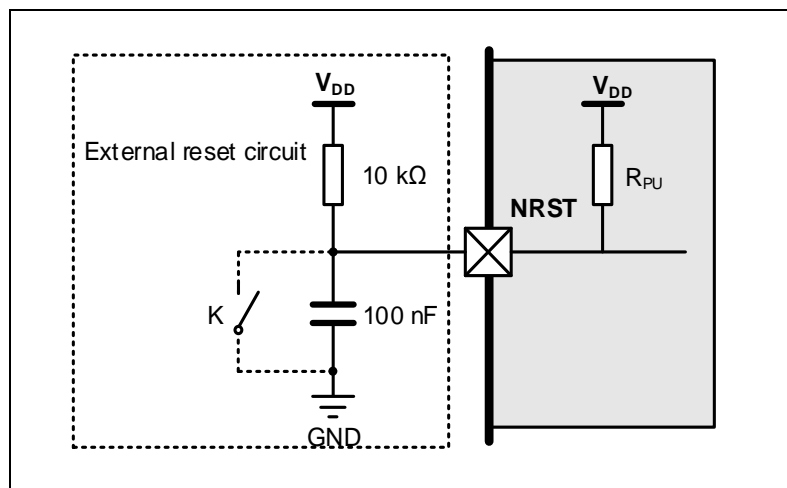 VDD
External reset circuit
10 kΩ
K
100 nF
GND
NRST
VDD
RPU